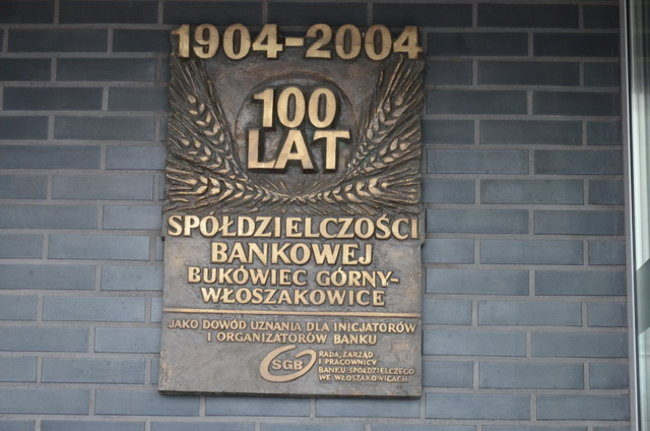 1904-2004
100
LAT
SPÓŁDZIELCZOŚCI
BANKOWEJ
BUKÓWIEC GÓRNY-
WŁOSZAKOWICE
JAKO DOWÓD UZNANIA DLA INICJATORÓW
I ORGANIZATORÓW BANKU
SGB
RADA, ZARZĄD
I PRACOWNICY
BANKU SPÓŁDZIELCZEGO
WE WŁOSZAKOWICACH